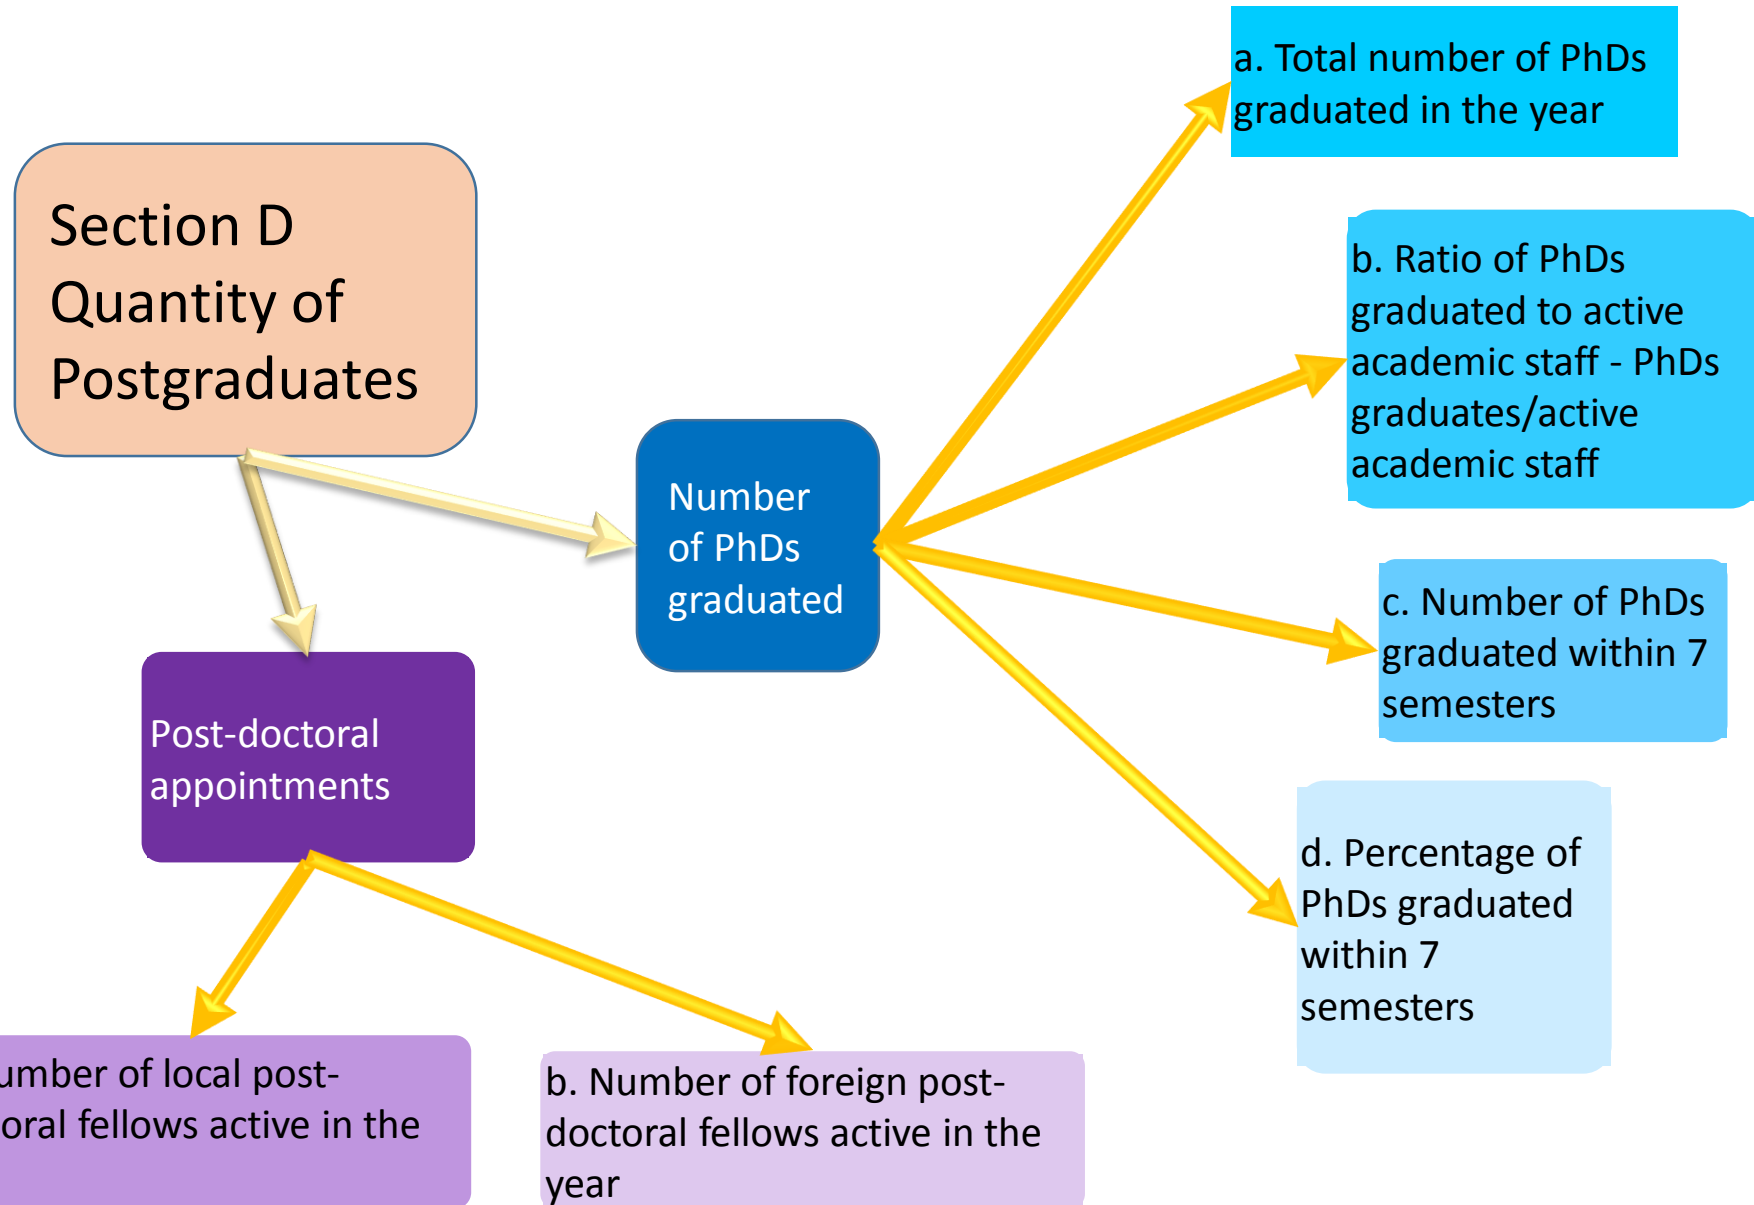 Section D
Quantity of
Postgraduates
Number
of PhDs
graduated
a. Total number of PhDs
graduated in the year
b. Ratio of PhDs
graduated to active
academic staff - PhDs
graduates/active
academic staff
c. Number of PhDs
graduated within 7
semesters
d. Percentage of
PhDs graduated
within 7
semesters
Post-doctoral
appointments
of local post-
fellows active in the
b. Number of foreign post-
doctoral fellows active in the
year